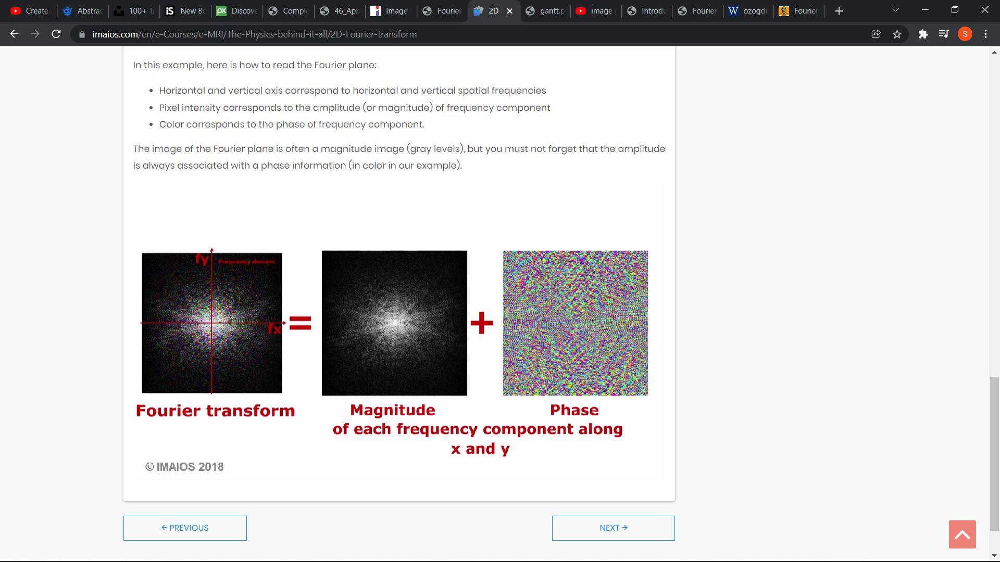 Create
Abstrac
100+ Ti
iS New Bo
px Discove
Comple
46_App
Image T
Fourier
2D
gantt.p
image
Introdu
Fourier
W ozogdr
Fourier
imaios.com/en/e-Courses/e-MRI/The-Physics-behind-it-all/2D-Fourier-transform
S
In this example, here is how to read the Fourier plane:
• Horizontal and vertical axis correspond to horizontal and vertical spatial frequencies
• Pixel intensity corresponds to the amplitude (or magnitude) of frequency component
• Color corresponds to the phase of frequency component.
The image of the Fourier plane is often a magnitude image (gray levels), but you must not forget that the amplitude
is always associated with a phase information (in color in our example).
fy Frequency domain
fx
=
+
Fourier transform
Magnitude Phase
of each frequency component along
x and y
© IMAIOS 2018
← PREVIOUS
NEXT →